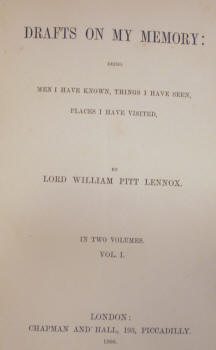 DRAFTS ON MY MEMORY:
BEING
MEN I HAVE KNOWN, THINGS I HAVE SEEN,
PLACES I HAVE VISITED,
BY
LORD WILLIAM PITT LENNOX.
IN TWO VOLUMES.
VOL. I.
LONDON:
CHAPMAN AND HALL, 193, PICCADILLY.
1866.